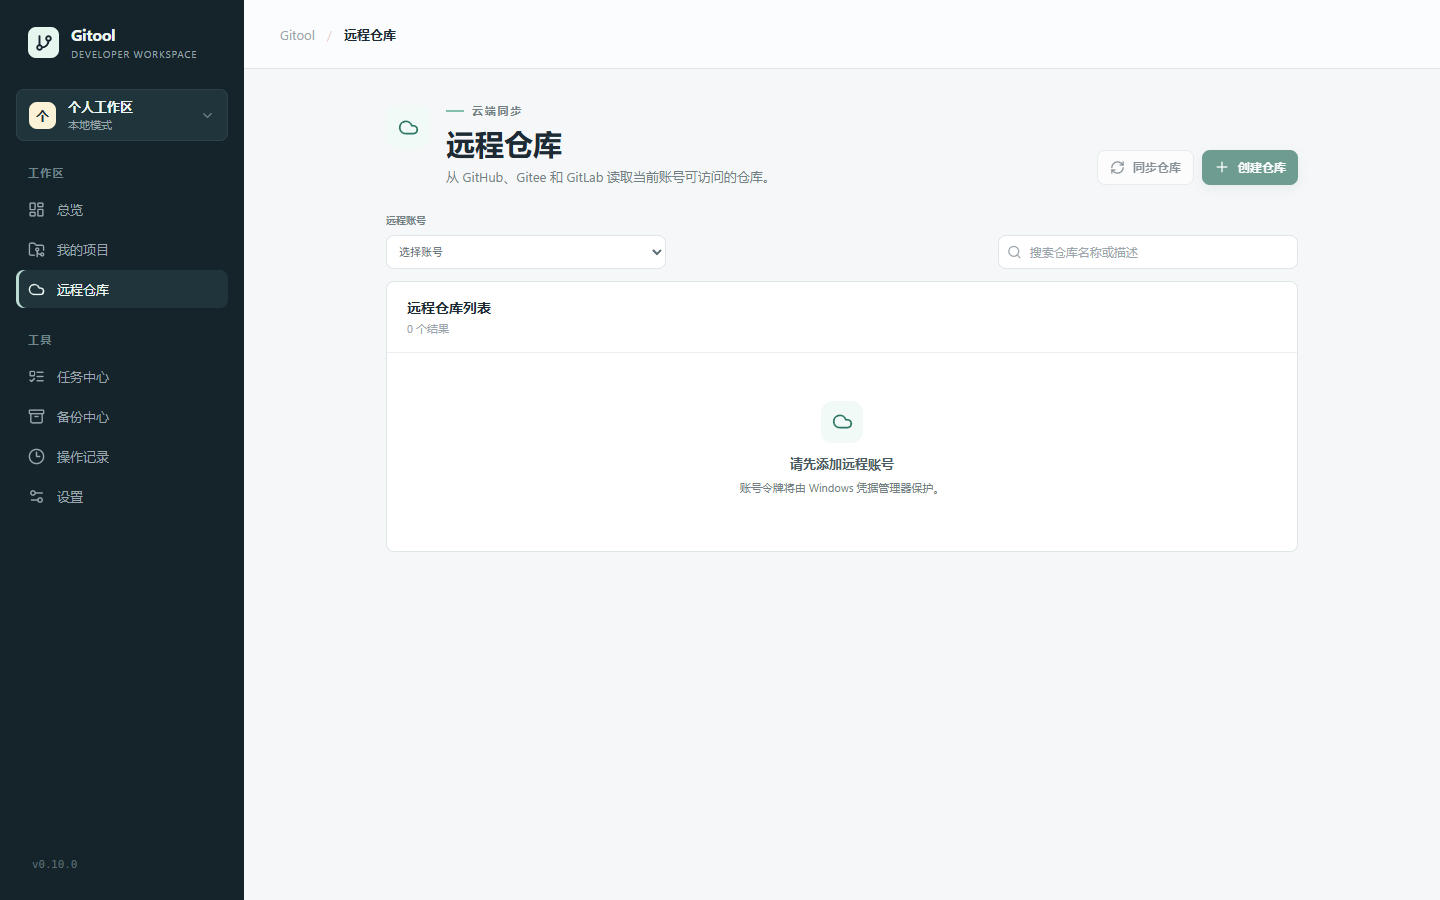 Gitool
DEVELOPER WORKSPACE
个
个人工作区
本地模式
工作区
总览
我的项目
远程仓库
工具
任务中心
备份中心
操作记录
设置
v0.10.0
Gitool / 远程仓库
云端同步
远程仓库
从 GitHub、Gitee 和 GitLab 读取当前账号可访问的仓库。
同步仓库
创建仓库
远程账号
选择账号
搜索仓库名称或描述
远程仓库列表
0 个结果
请先添加远程账号
账号令牌将由 Windows 凭据管理器保护。